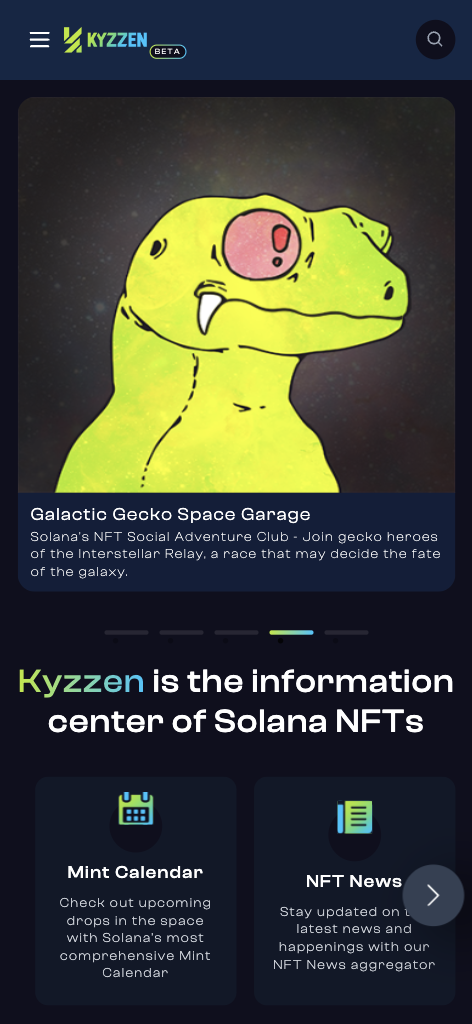 KYZZEN
BETA
Galactic Gecko Space Garage
Solana's NFT Social Adventure Club - Join gecko heroes
of the Interstellar Relay, a race that may decide the fate
of the galaxy.
Kyzzen is the information
center of Solana NFTs
Mint Calendar
Check out upcoming
drops in the space
with Solana's most
comprehensive Mint
Calendar
NFT News
Stay updated on
latest news and
happenings with our
NFT News aggregator